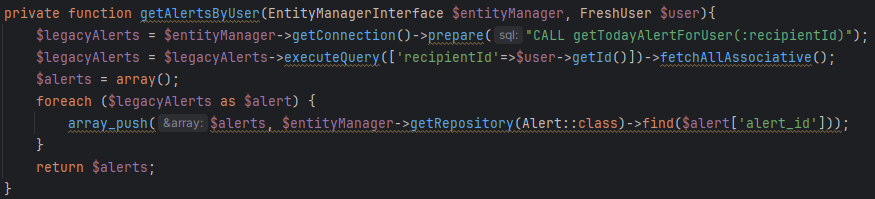 private function getAlertsByUser(EntityManagerInterface $entityManager, FreshUser $user){
    $legacyAlerts = $entityManager->getConnection()->prepare( sql: "CALL getTodayAlertForUser(:recipientId)");
    $legacyAlerts = $legacyAlerts->executeQuery(['recipientId'=>$user->getId()])->fetchAllAssociative();
    $alerts = array();
    foreach ($legacyAlerts as $alert) {
        array_push( &array: $alerts, $entityManager->getRepository(Alert::class)->find($alert['alert_id']));
    }
    return $alerts;
}